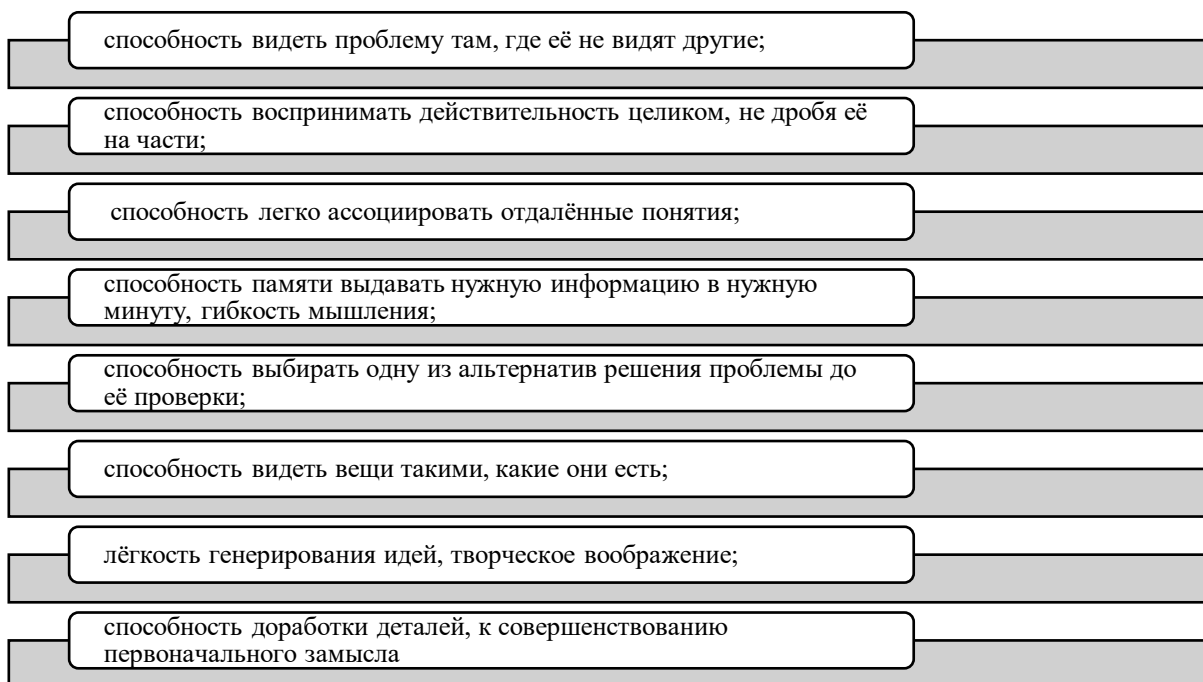 способность видеть проблему там, где её не видят другие;
способность воспринимать действительность целиком, не дробя её
на части;
способность легко ассоциировать отдалённые понятия;
способность памяти выдавать нужную информацию в нужную
минуту, гибкость мышления;
способность выбирать одну из альтернатив решения проблемы до
её проверки;
способность видеть вещи такими, какие они есть;
лёгкость генерирования идей, творческое воображение;
способность доработки деталей, к совершенствованию
первоначального замысла